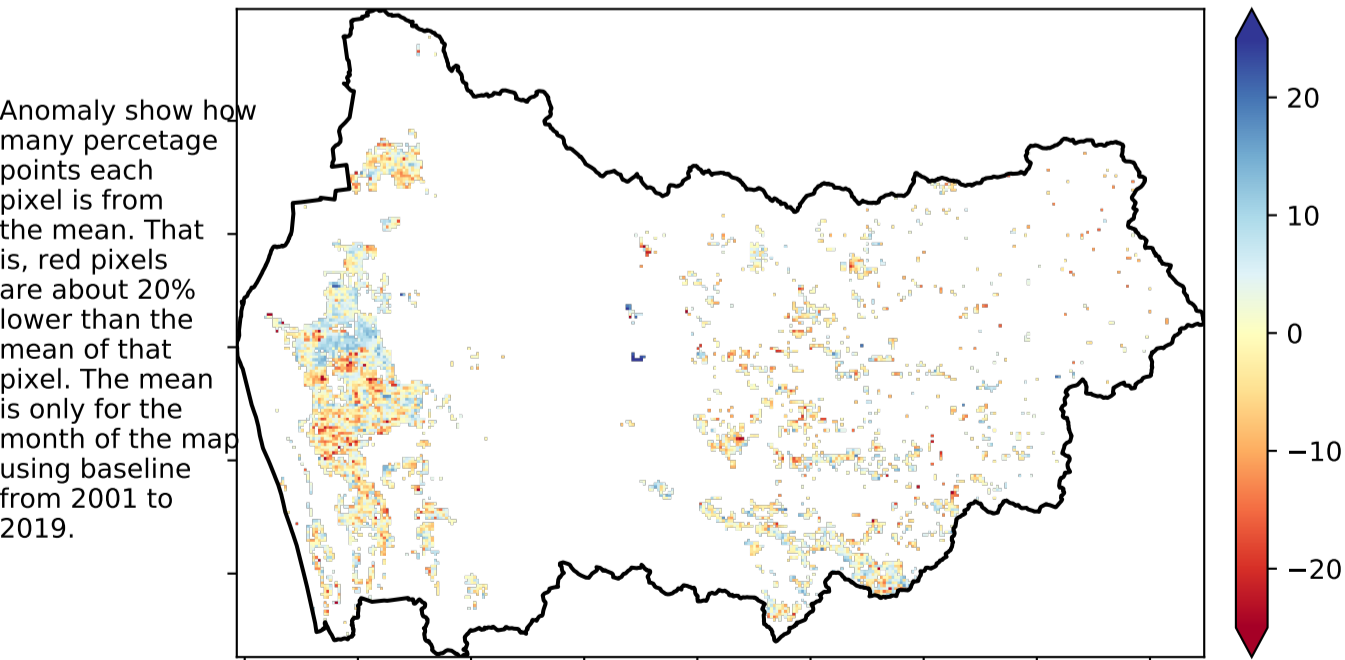 Anomaly show how
many percetage
points each
pixel is from
the mean. That
is, red pixels
are about 20%
lower than the
mean of that
pixel. The mean
is only for the
month of the map
using baseline
from 2001 to
2019.
20
10
0
−10
−20